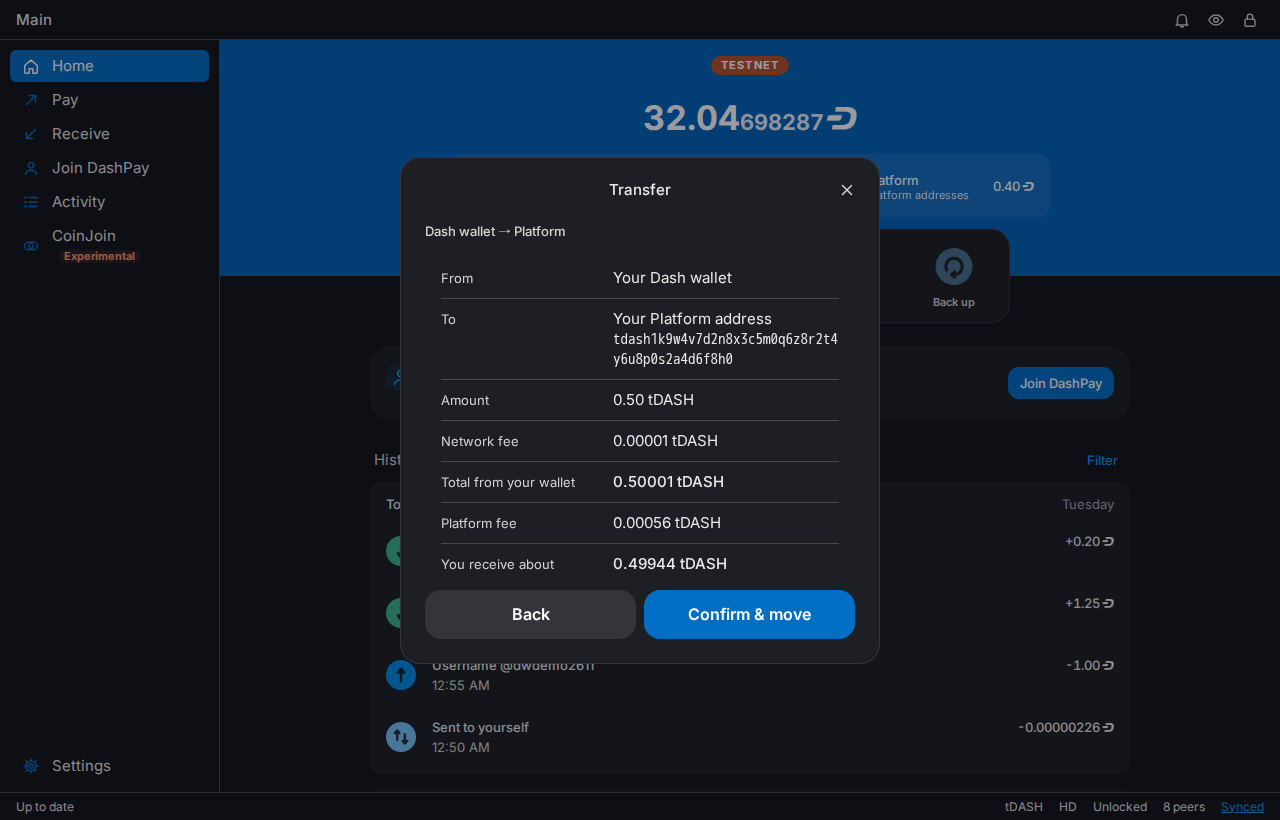 Main
Home
Pay
Receive
Join DashPay
Activity
CoinJoin
Experimental
Settings
TESTNET
32.04698287
0.40
addresses
Back up
Join DashPay
Filter
Transfer
Dash wallet → Platform
From Your Dash wallet
To Your Platform address
tdash1k9w4v7d2n8x3c5m0q6z8r2t4
y6u8p0s2a4d6f8h0
Amount 0.50 tDASH
Network fee 0.00001 tDASH
Total from your wallet 0.50001 tDASH
Platform fee 0.00056 tDASH
You receive about 0.49944 tDASH
Back
Confirm & move
Tuesday
+0.20
+1.25
Username @dwdemo2611
-1.00
12:55 AM
Sent to yourself
-0.00000226
12:50 AM
Up to date
tDASH HD Unlocked 8 peers Synced